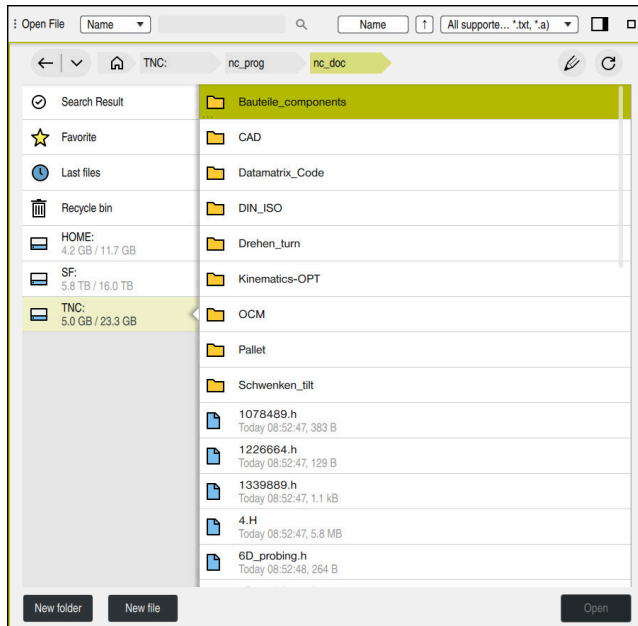 Open File
Name
Name
All supporte... *.txt, *.a)
TNC:
nc_prog
nc_doc
Search Result
Favorite
Last files
Recycle bin
HOME:
4.2 GB / 11.7 GB
SF:
5.8 TB / 16.0 TB
TNC:
5.0 GB / 23.3 GB
Bauteile_components
CAD
Datamatrix_Code
DIN_ISO
Drehen_turn
Kinematics-OPT
OCM
Pallet
Schwenken_tilt
1078489.h
Today 08:52:47, 383 B
1226664.h
Today 08:52:47, 129 B
1339889.h
Today 08:52:47, 1.1 kB
4.H
Today 08:52:47, 5.8 MB
6D_probing.h
Today 08:52:48, 264 B
New folder
New file
Open